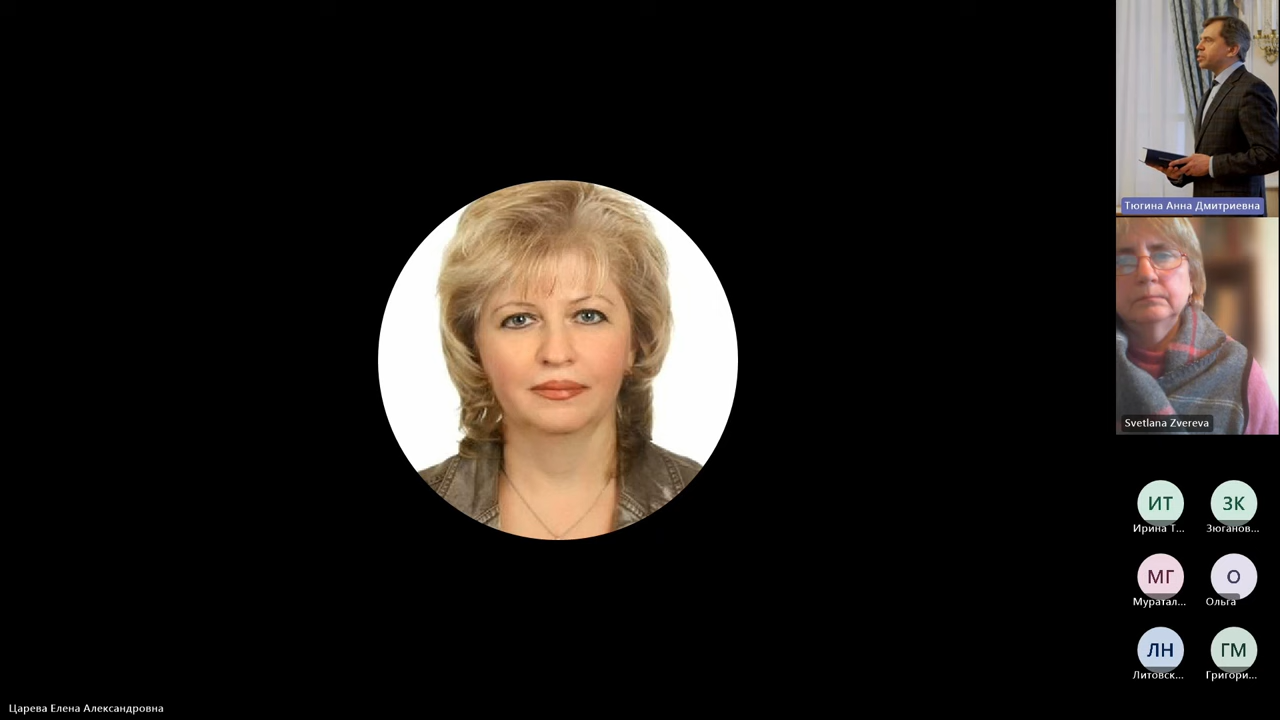 Тюгина Анна Дмитриевна
Svetlana Zvereva
ИТ ЗК
Ирина Т... Зюганов...
МГ О
Муратал... Ольга
ЛН ГМ
Литовск... Григори...
Царева Елена Александровна